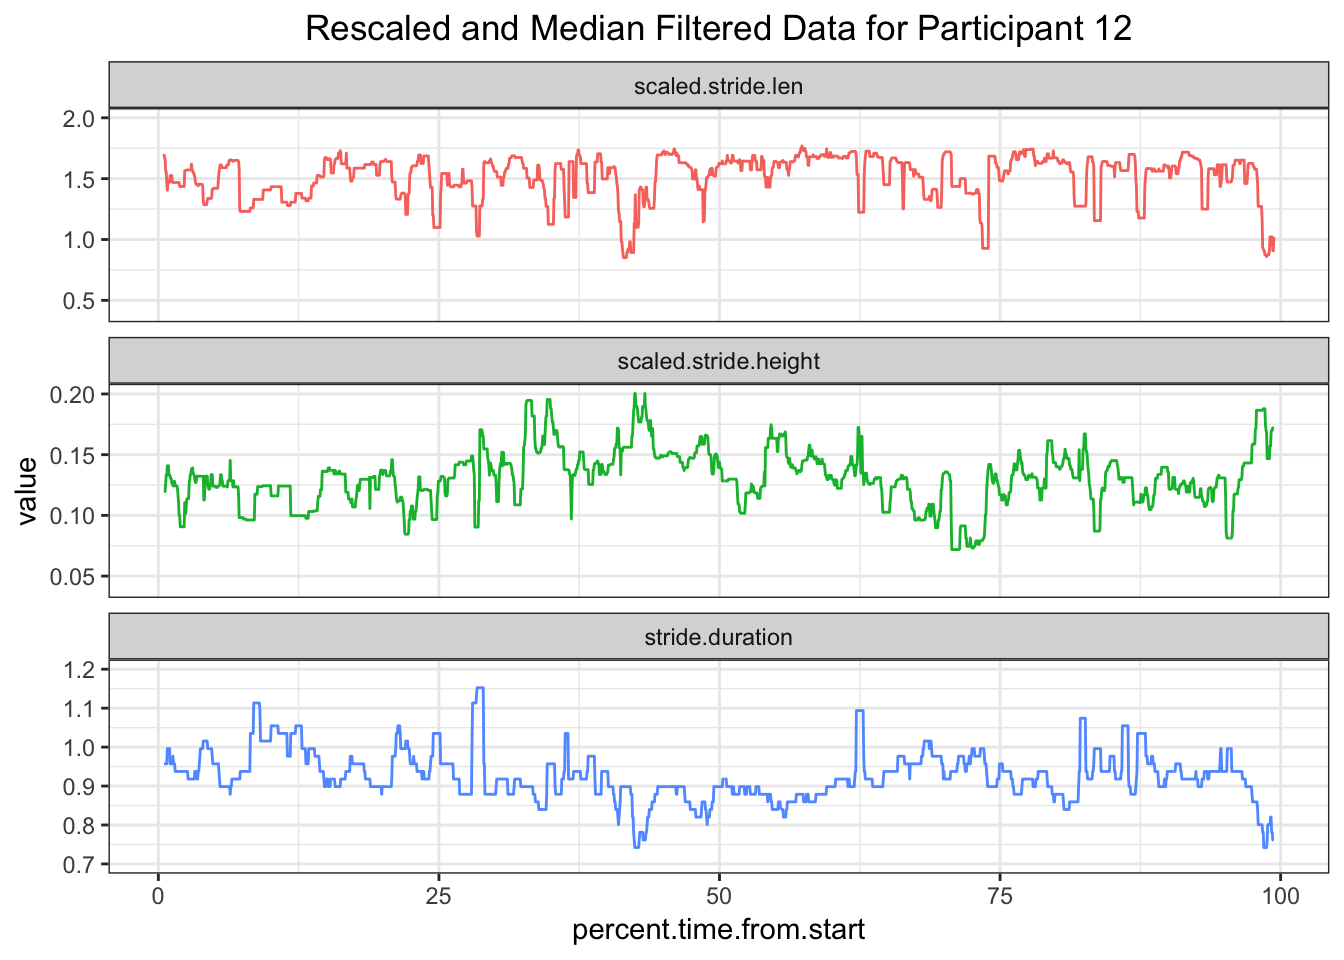 Rescaled and Median Filtered Data for Participant 12
scaled.stride.len
2.0
1.5
1.0
0.5
scaled.stride.height
0.20
0.15
0.10
0.05
value
stride.duration
1.2
1.1
1.0
0.9
0.8
0.7
0 25 50 75 100
percent.time.from.start